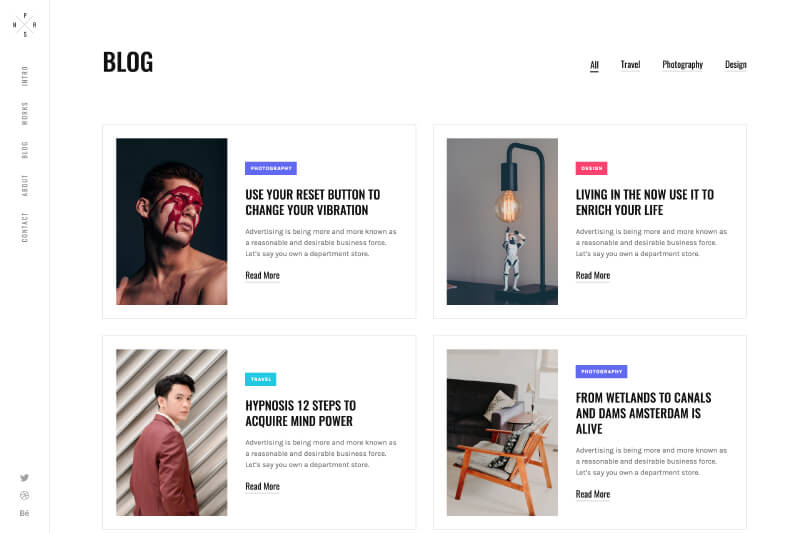 P
N R
S
INTRO
WORKS
BLOG
ABOUT
CONTACT
Bē
BLOG
All Travel Photography Design
PHOTOGRAPHY
USE YOUR RESET BUTTON TO
CHANGE YOUR VIBRATION
Advertising is being more and more known as
a reasonable and desirable business force.
Let's say you own a department store.
Read More
DESIGN
LIVING IN THE NOW USE IT TO
ENRICH YOUR LIFE
Advertising is being more and more known as
a reasonable and desirable business force.
Let's say you own a department store.
Read More
TRAVEL
HYPNOSIS 12 STEPS TO
ACQUIRE MIND POWER
Advertising is being more and more known as
a reasonable and desirable business force.
Let's say you own a department store.
Read More
PHOTOGRAPHY
FROM WETLANDS TO CANALS
AND DAMS AMSTERDAM IS
ALIVE
Advertising is being more and more known as
a reasonable and desirable business force.
Let's say you own a department store.
Read More